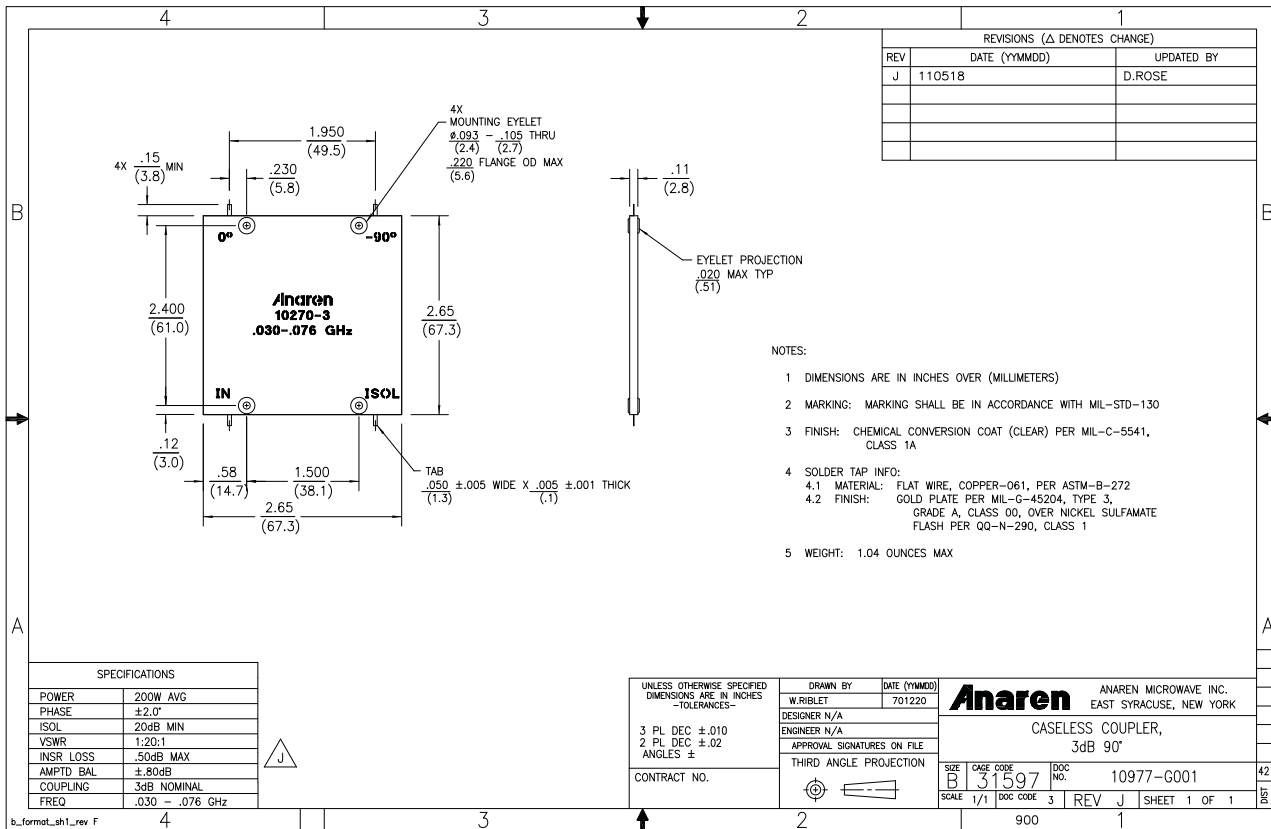 4
3
2
1
REVISIONS (△ DENOTES CHANGE)
REV DATE (YYMMDD) UPDATED BY
J 110518 D.ROSE
4X
MOUNTING EYELET
ø.093 - .105 THRU
(2.4) (2.7)
.220 FLANGE OD MAX
(5.6)
1.950
(49.5)
4X .15 MIN
(3.8)
.230
(5.8)
.11
(2.8)
B
B
0°
-90°
EYELET PROJECTION
.020 MAX TYP
(.51)
2.400
(61.0)
Anaren
10270-3
.030-.076 GHz
2.65
(67.3)
IN
ISOL
.12
(3.0)
.58
(14.7)
1.500
(38.1)
TAB
.050 ±.005 WIDE X .005 ±.001 THICK
(1.3) (.1)
2.65
(67.3)
NOTES:
1 DIMENSIONS ARE IN INCHES OVER (MILLIMETERS)
2 MARKING: MARKING SHALL BE IN ACCORDANCE WITH MIL-STD-130
3 FINISH: CHEMICAL CONVERSION COAT (CLEAR) PER MIL-C-5541,
CLASS 1A
4 SOLDER TAP INFO:
4.1 MATERIAL: FLAT WIRE, COPPER-061, PER ASTM-B-272
4.2 FINISH: GOLD PLATE PER MIL-G-45204, TYPE 3,
GRADE A, CLASS 00, OVER NICKEL SULFAMATE
FLASH PER QQ-N-290, CLASS 1
5 WEIGHT: 1.04 OUNCES MAX
A
A
SPECIFICATIONS
POWER 200W AVG
PHASE ±2.0°
ISOL 20dB MIN
VSWR 1:20:1
INSR LOSS .50dB MAX
AMPTD BAL ±.80dB
COUPLING 3dB NOMINAL
FREQ .030 - .076 GHz
J
UNLESS OTHERWISE SPECIFIED
DIMENSIONS ARE IN INCHES
-TOLERANCES-
3 PL DEC ±.010
2 PL DEC ±.02
ANGLES ±
CONTRACT NO.
DRAWN BY DATE (YYMMDD)
W.RIBLET 701220
DESIGNER N/A
ENGINEER N/A
APPROVAL SIGNATURES ON FILE
THIRD ANGLE PROJECTION
Anaren
ANAREN MICROWAVE INC.
EAST SYRACUSE, NEW YORK
CASELESS COUPLER,
3dB 90°
SIZE B CAGE CODE 31597 DOC NO. 10977-G001
SCALE 1/1 DOC CODE 3 REV J SHEET 1 OF 1
42
DIST
b_format_sh1_rev F
4
3
2
900
1